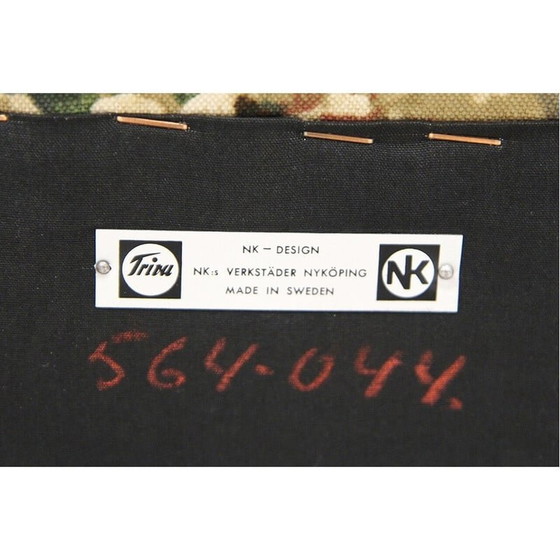 Triva
NK – DESIGN
NK:s VERKSTÄDER NYKÖPING
MADE IN SWEDEN
NK
564-044.